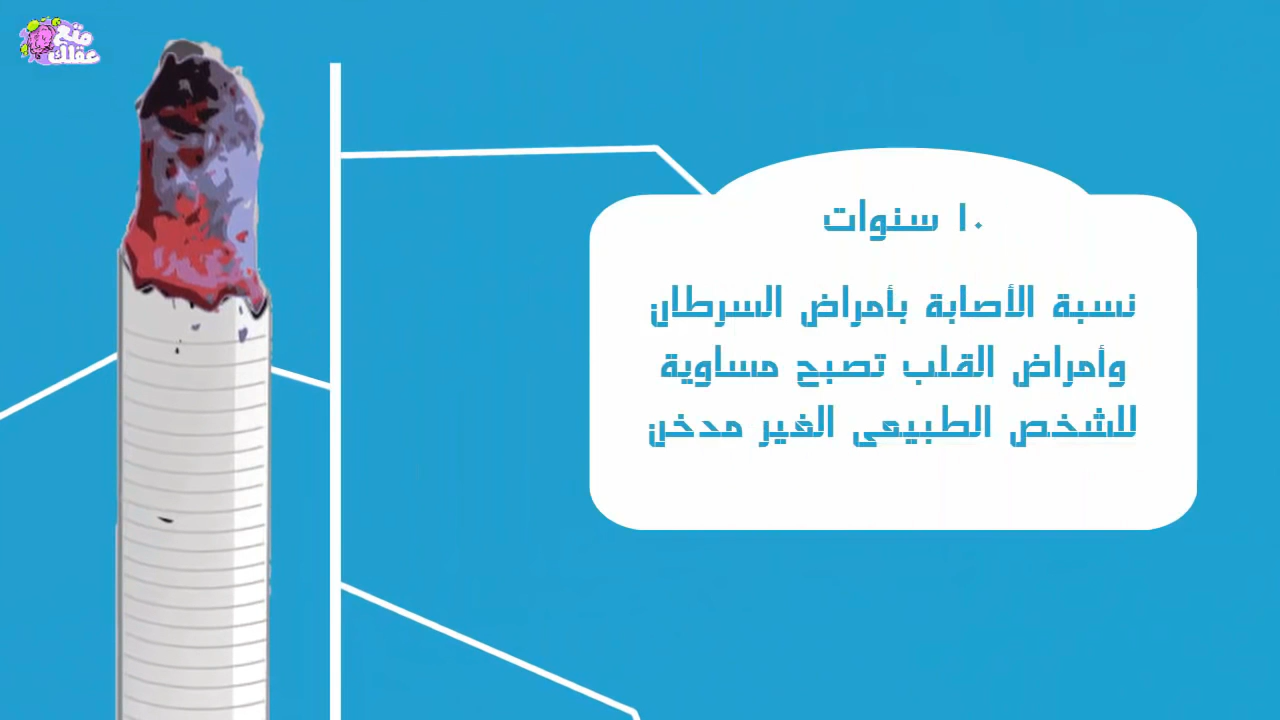 متع
عقلك
١٠ سنوات
نسبة الأصابة بأمراض السرطان
وأمراض القلب تصبح مساوية
للشخص الطبيعى الغير مدخن